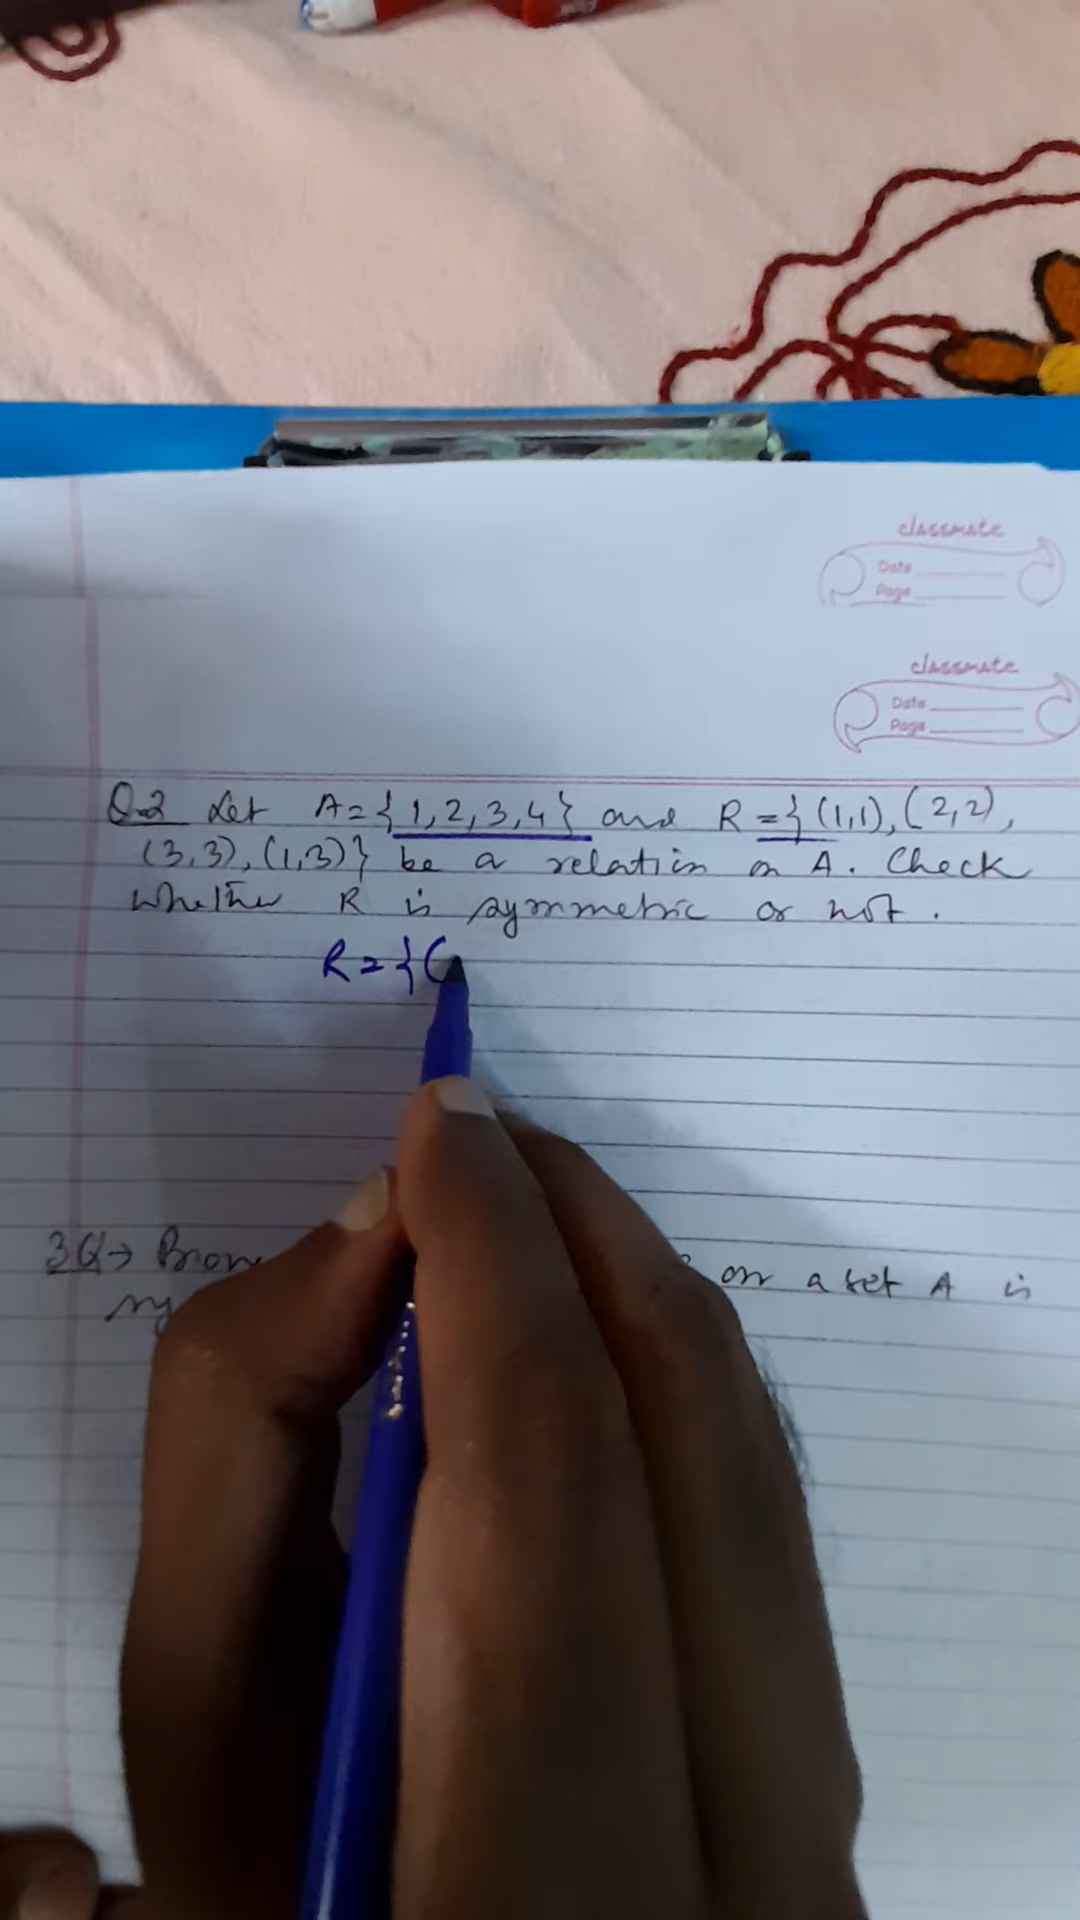 classmate
Date
Page
classmate
Date
Page
Q-2 Let A={1,2,3,4} and R={(1,1),(2,2),
(3,3),(1,3)} be a relation on A. Check
whether R is symmetric or not.
R={(
3Q→ on a set A is